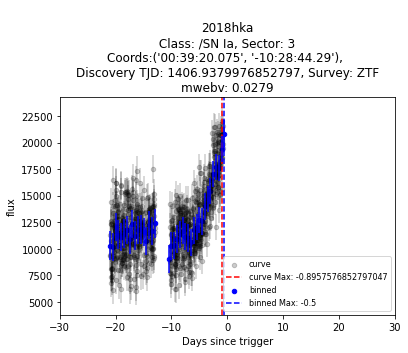 2018hka
Class: /SN Ia, Sector: 3
Coords:('00:39:20.075', '-10:28:44.29'),
Discovery TJD: 1406.9379976852797, Survey: ZTF
mwebv: 0.0279
22500
20000
17500
15000
12500
10000
7500
5000
flux
curve
curve Max: -0.8957576852797047
binned
binned Max: -0.5
−30
−20
−10
0
10
20
30
Days since trigger